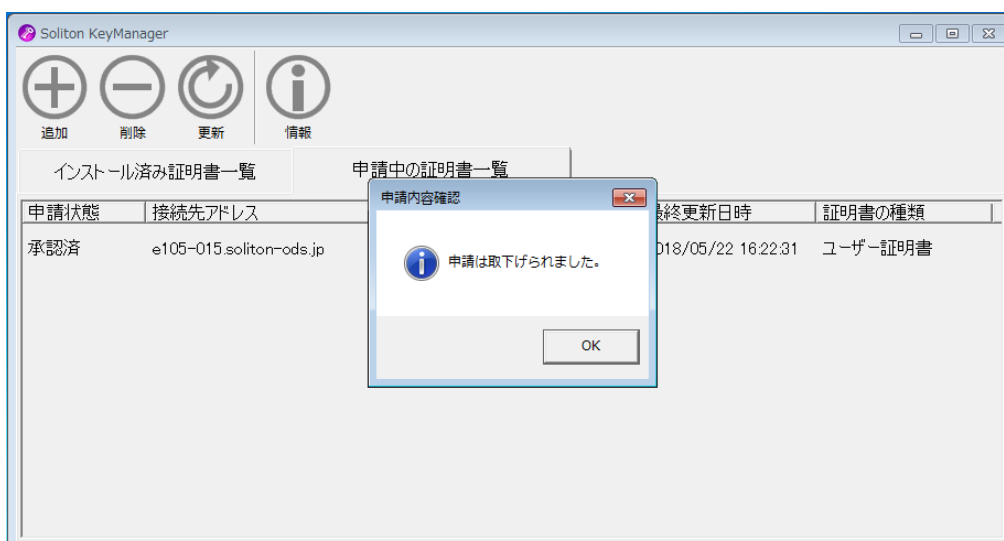 Soliton KeyManager
追加 削除 更新 情報
インストール済み証明書一覧 申請中の証明書一覧
申請内容確認
申請状態 接続先アドレス 終更新日時 証明書の種類
承認済 e105-015.soliton-ods.jp 018/05/22 16:22:31 ユーザー証明書
申請は取下げられました。
OK